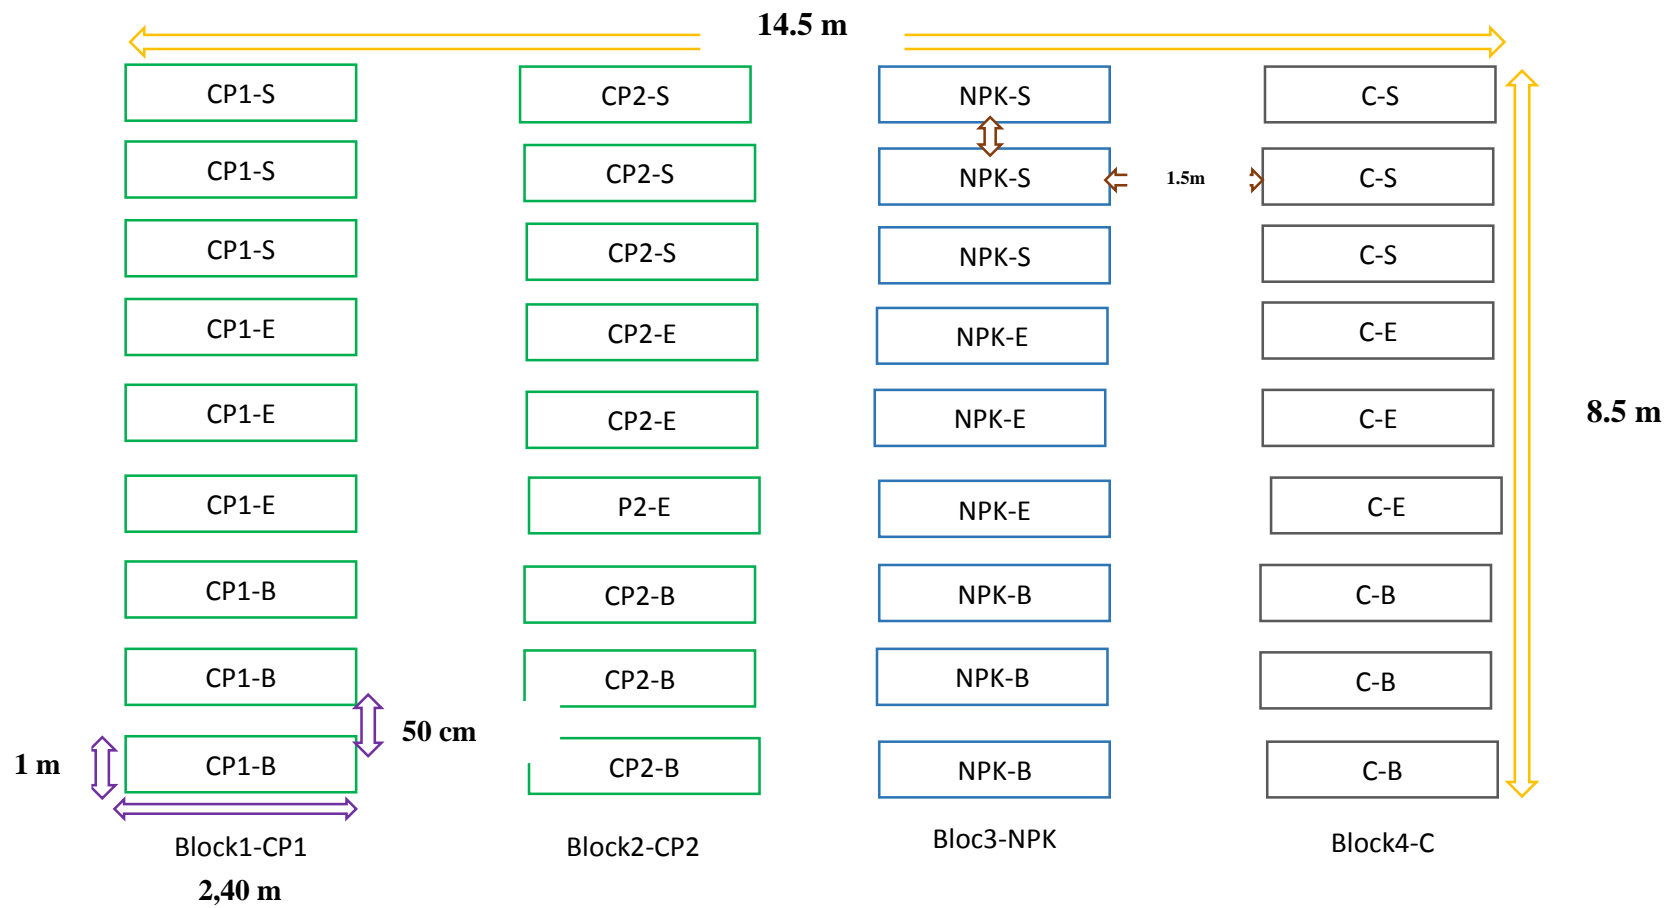 14.5 m
CP1-S CP2-S NPK-S C-S
CP1-S CP2-S NPK-S 1.5m C-S
CP1-S CP2-S NPK-S C-S
CP1-E CP2-E NPK-E C-E
CP1-E CP2-E NPK-E C-E
8.5 m
CP1-E P2-E NPK-E C-E
CP1-B CP2-B NPK-B C-B
CP1-B CP2-B NPK-B C-B
50 cm
1 m CP1-B CP2-B NPK-B C-B
Block1-CP1 Block2-CP2 Bloc3-NPK Block4-C
2,40 m